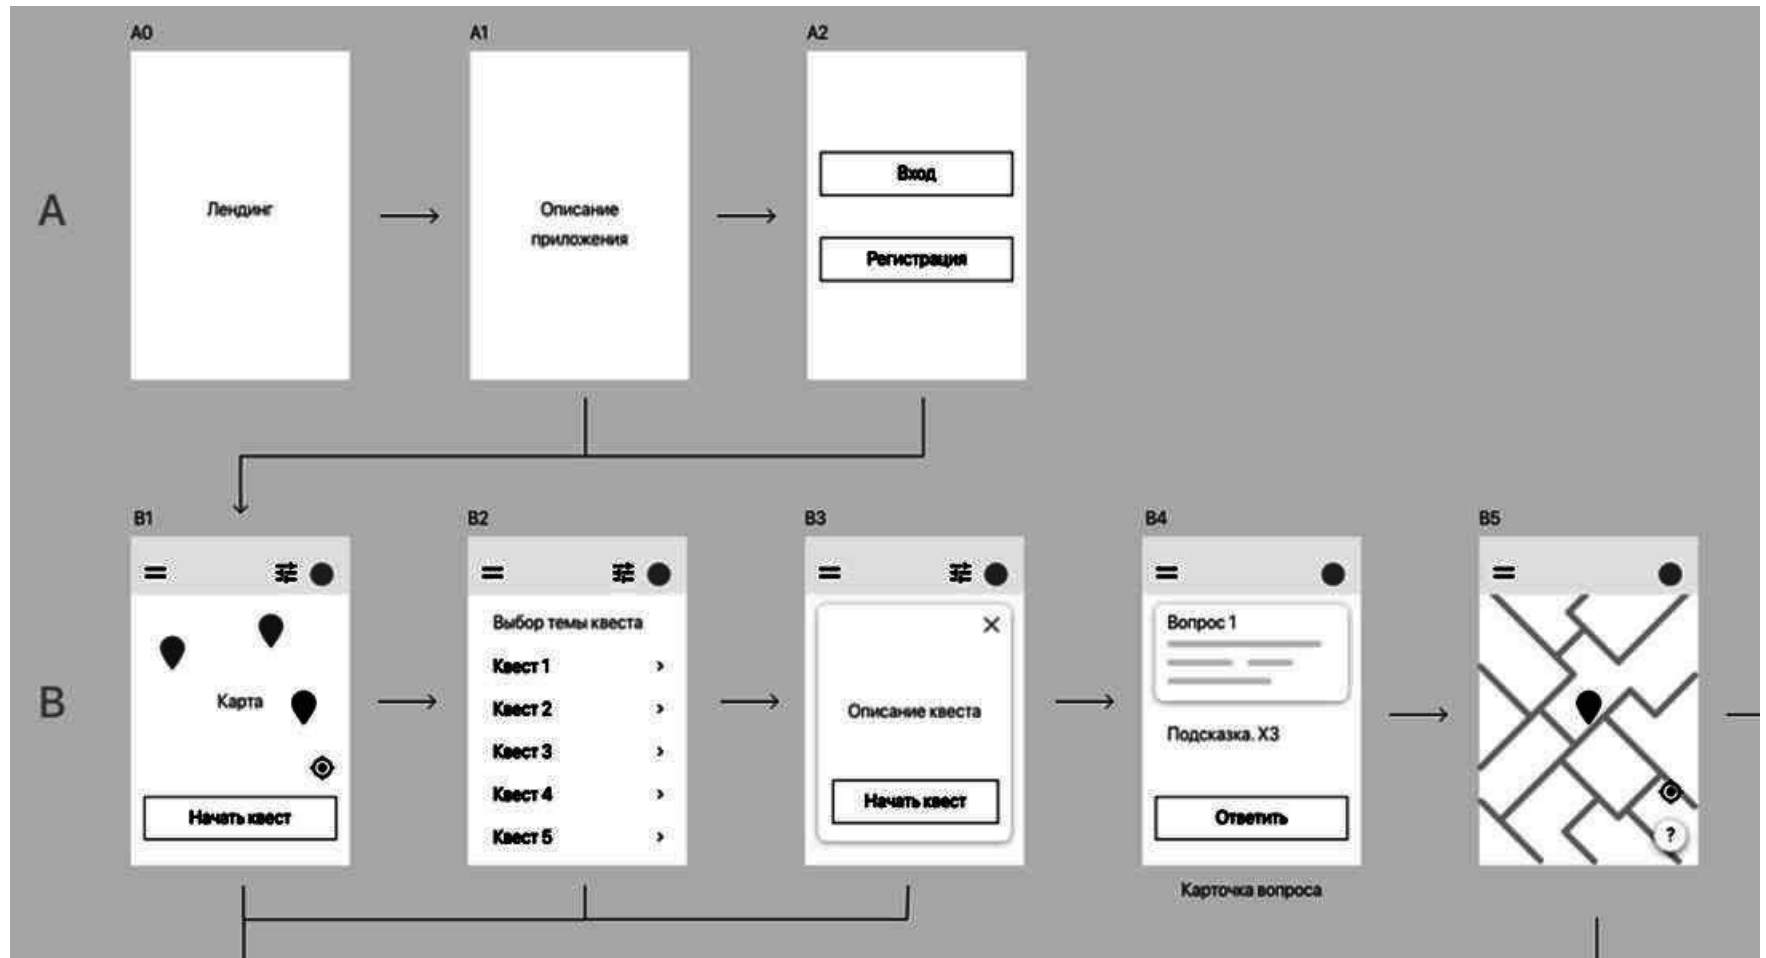 A0
A1
A2
A
Лендинг
Описание
приложения
Вход
Регистрация
B1
B2
B3
B4
B5
B
Карта
Начать квест
Выбор темы квеста
Квест 1
Квест 2
Квест 3
Квест 4
Квест 5
Описание квеста
Начать квест
Вопрос 1
Подсказка. X3
Ответить
Карточка вопроса
?